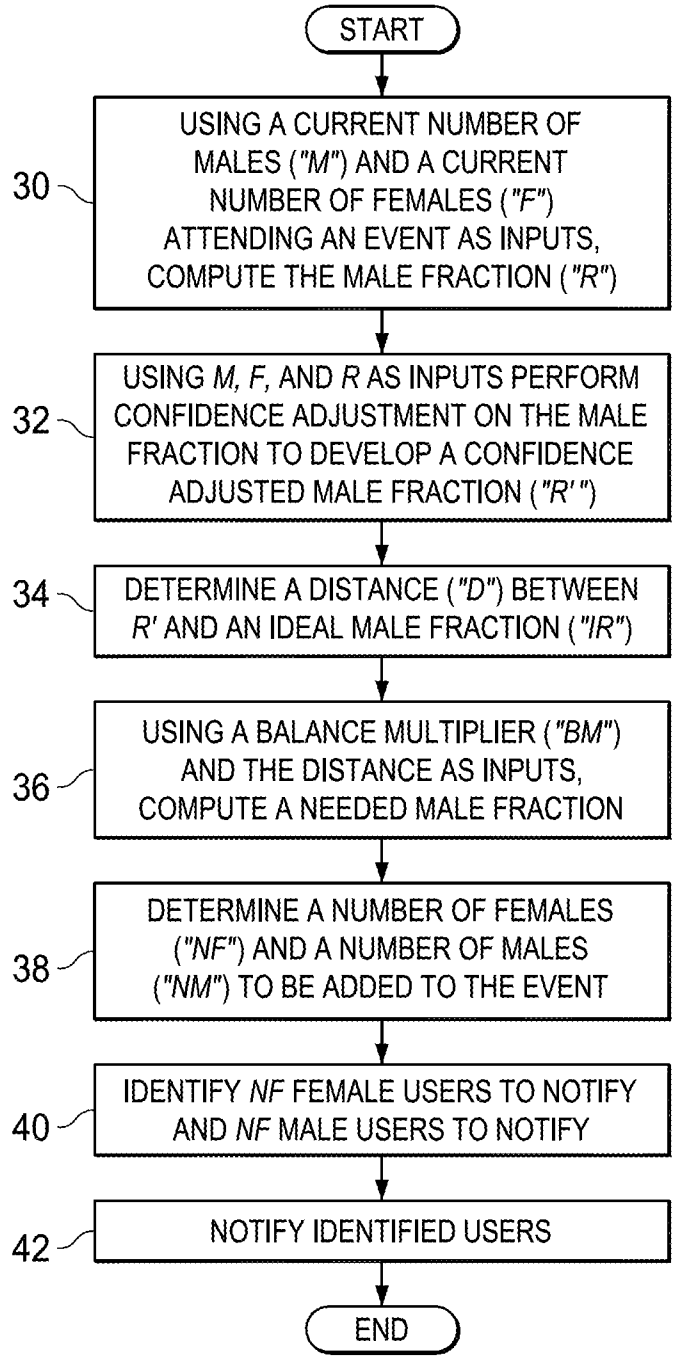 START
30
USING A CURRENT NUMBER OF
MALES ("M") AND A CURRENT
NUMBER OF FEMALES ("F")
ATTENDING AN EVENT AS INPUTS,
COMPUTE THE MALE FRACTION ("R")
32
USING M, F, AND R AS INPUTS PERFORM
CONFIDENCE ADJUSTMENT ON THE MALE
FRACTION TO DEVELOP A CONFIDENCE
ADJUSTED MALE FRACTION ("R' ")
34
DETERMINE A DISTANCE ("D") BETWEEN
R' AND AN IDEAL MALE FRACTION ("IR")
36
USING A BALANCE MULTIPLIER ("BM")
AND THE DISTANCE AS INPUTS,
COMPUTE A NEEDED MALE FRACTION
38
DETERMINE A NUMBER OF FEMALES
("NF") AND A NUMBER OF MALES
("NM") TO BE ADDED TO THE EVENT
40
IDENTIFY NF FEMALE USERS TO NOTIFY
AND NF MALE USERS TO NOTIFY
42
NOTIFY IDENTIFIED USERS
END